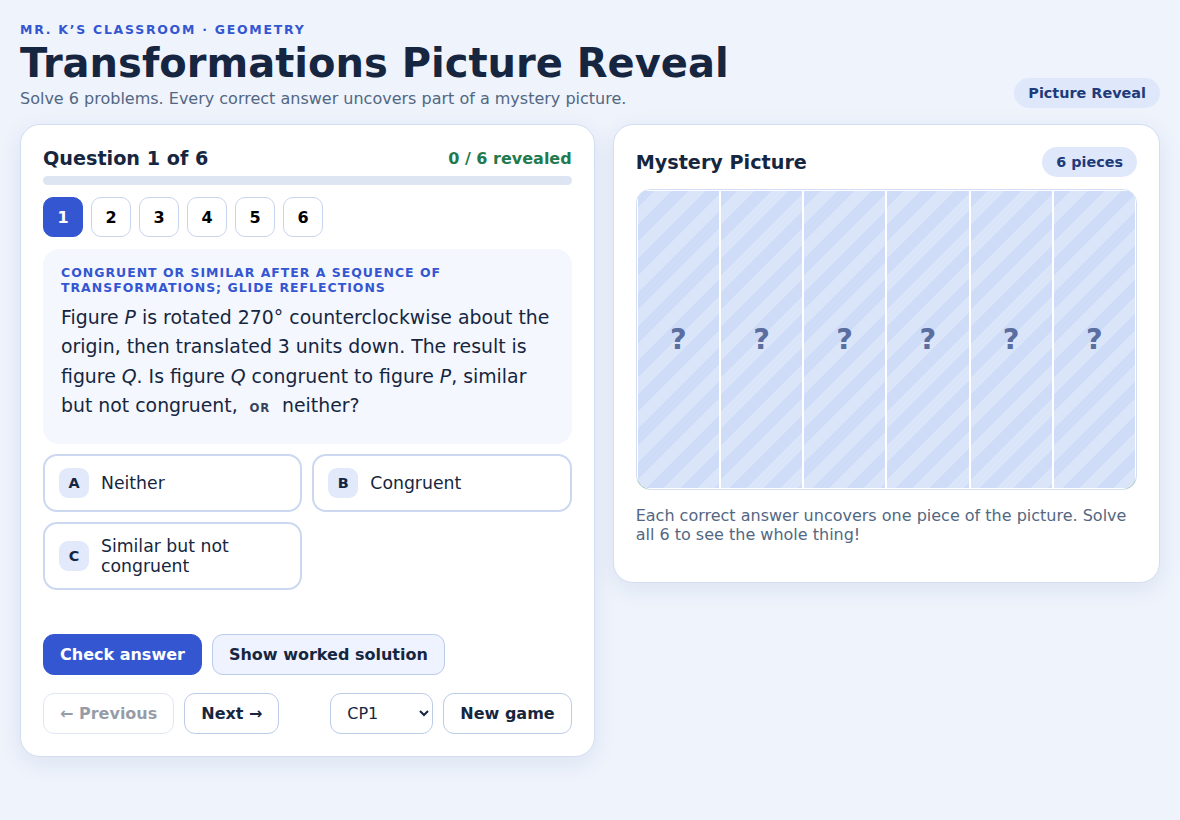 MR. K'S CLASSROOM · GEOMETRY
Transformations Picture Reveal
Solve 6 problems. Every correct answer uncovers part of a mystery picture.
Picture Reveal
Question 1 of 6
0 / 6 revealed
1 2 3 4 5 6
CONGRUENT OR SIMILAR AFTER A SEQUENCE OF
TRANSFORMATIONS; GLIDE REFLECTIONS
Figure P is rotated 270° counterclockwise about the
origin, then translated 3 units down. The result is
figure Q. Is figure Q congruent to figure P, similar
but not congruent, OR neither?
A Neither
B Congruent
C Similar but not
congruent
Check answer
Show worked solution
← Previous
Next →
CP1
New game
Mystery Picture
6 pieces
? ? ? ? ? ?
Each correct answer uncovers one piece of the picture. Solve
all 6 to see the whole thing!